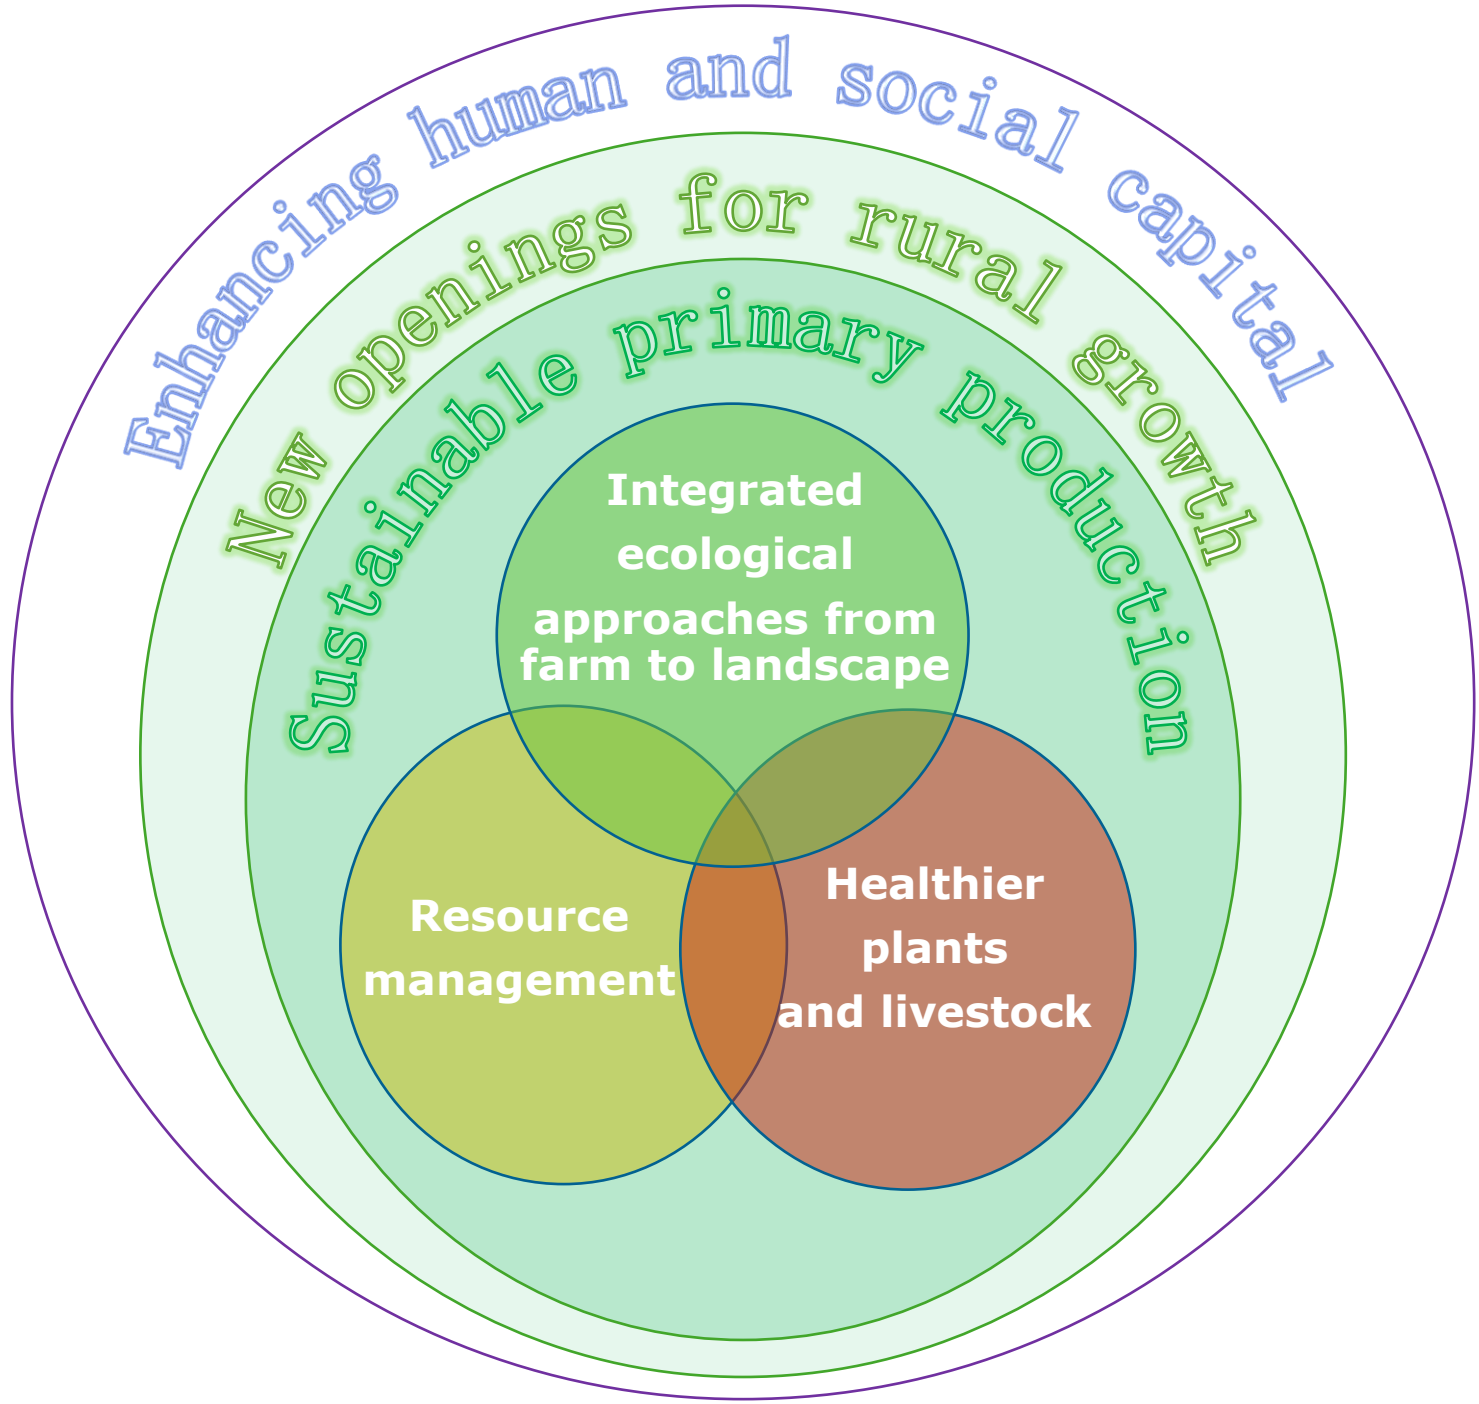 Enhancing human and social capital
New openings for rural growth
Sustainable primary production
Integrated
ecological
approaches from
farm to landscape
Resource
management
Healthier
plants
and livestock